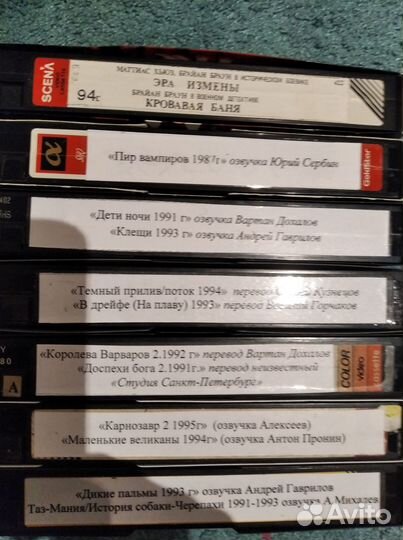 SCENA
VIDEO CASSETTE
94г
МАТТИАС ХЬЮЗ, БРАЙАН БРАУН В ИСТОРИЧЕСКОМ БОЕВИКЕ
ЭРА ИЗМЕНЫ
БРАЙАН БРАУН В ВОЕННОМ ДЕТЕКТИВЕ
КРОВАВАЯ БАНЯ
α
GoldStar
«Пир вампиров 1987г» озвучка Юрий Сербин
«Дети ночи 1991 г» озвучка Вартан Дохалов
«Клещи 1993 г» озвучка Андрей Гаврилов
«Темный прилив/поток 1994» перевод Кузнецов
«В дрейфе (На плаву) 1993» перевод Горчаков
A
«Королева Варваров 2.1992 г» перевод Вартан Дохалов
«Доспехи бога 2.1991г.» перевод неизвестный
«Студия Санкт-Петербург»
COLOR
video
cassette
«Карнозавр 2 1995г» (озвучка Алексеев)
«Маленькие великаны 1994г» (озвучка Антон Пронин)
«Дикие пальмы 1993 г» озвучка Андрей Гаврилов
Таз-Мания/История собаки-Черепахи 1991-1993 озвучка А.Михалев
Avito